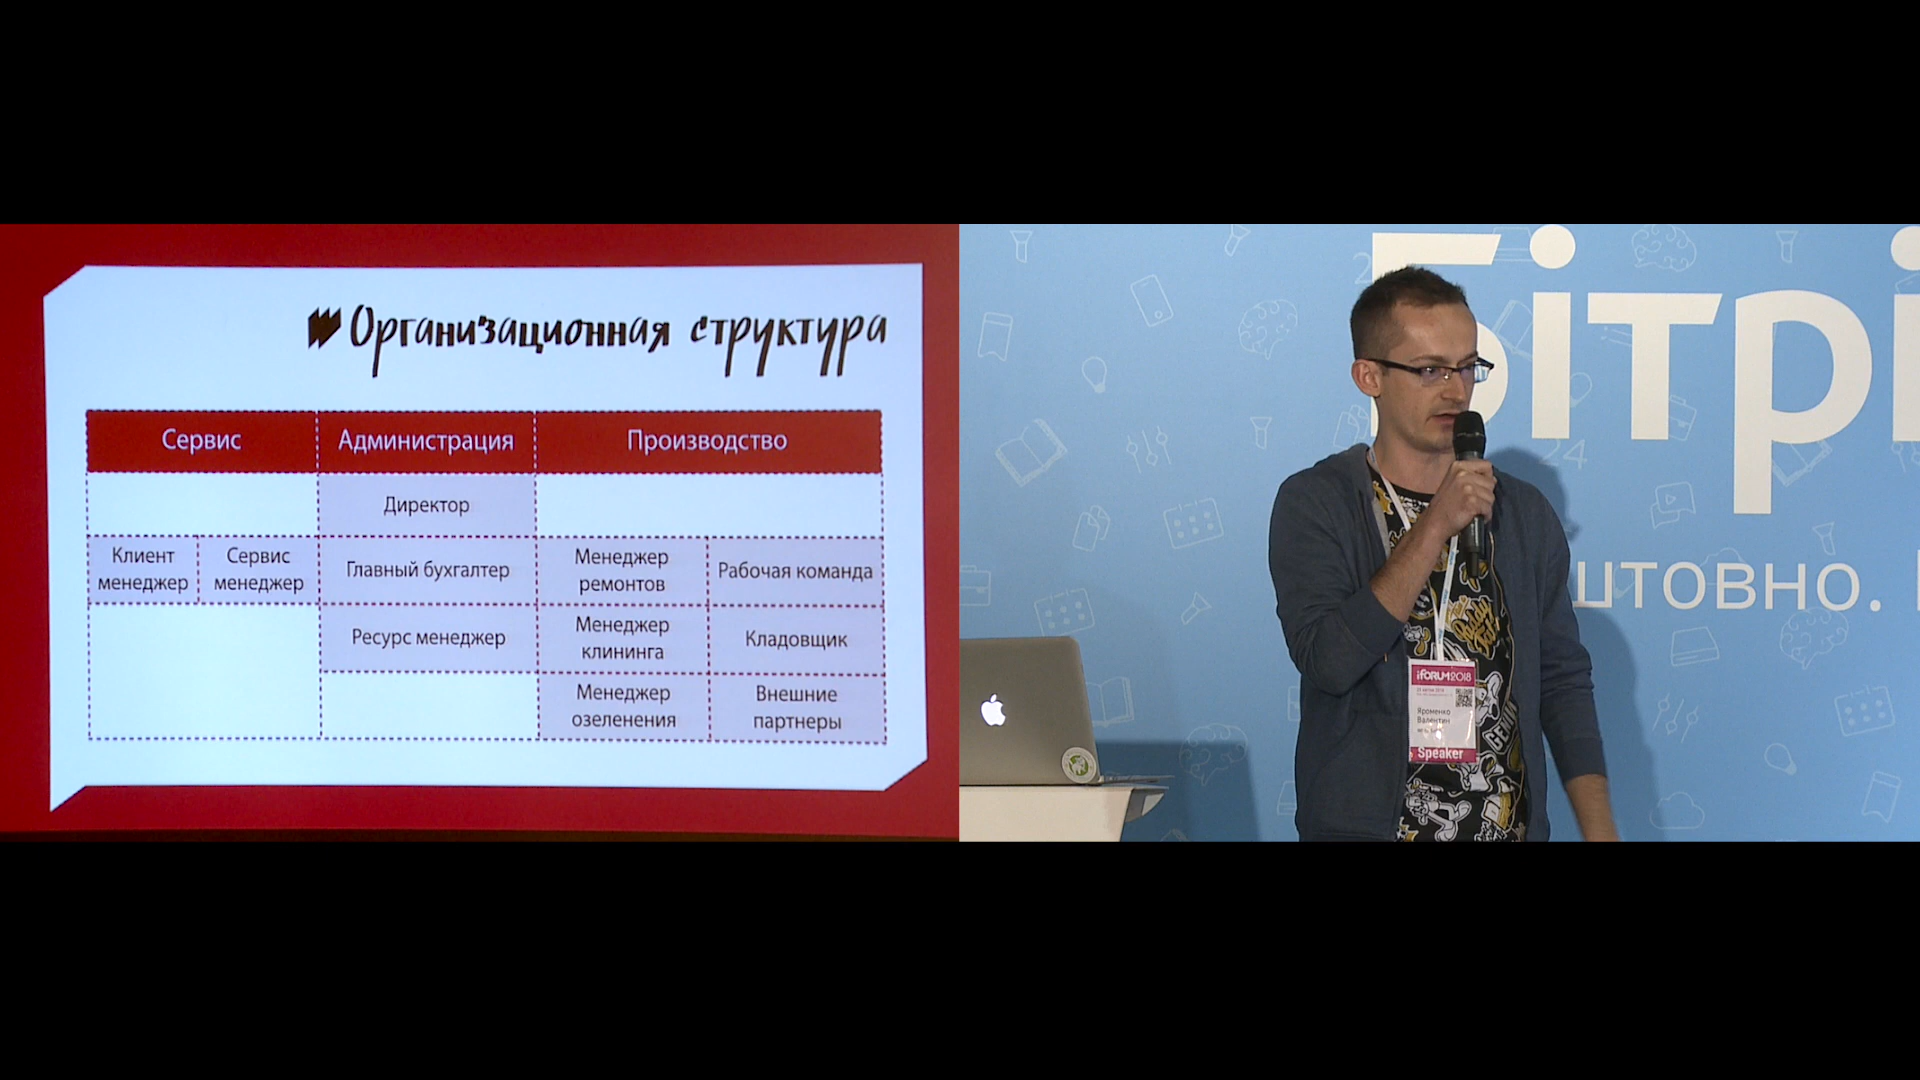 Организационная структура
Сервис
Администрация
Производство
Директор
Клиент
менеджер
Сервис
менеджер
Главный бухгалтер
Менеджер
ремонтов
Рабочая команда
Ресурс менеджер
Менеджер
клининга
Кладовщик
Менеджер
озеленения
Внешние
партнеры
Бітрі
24
штовно.
iFORUM2018
Яроменко
Валентин
Speaker